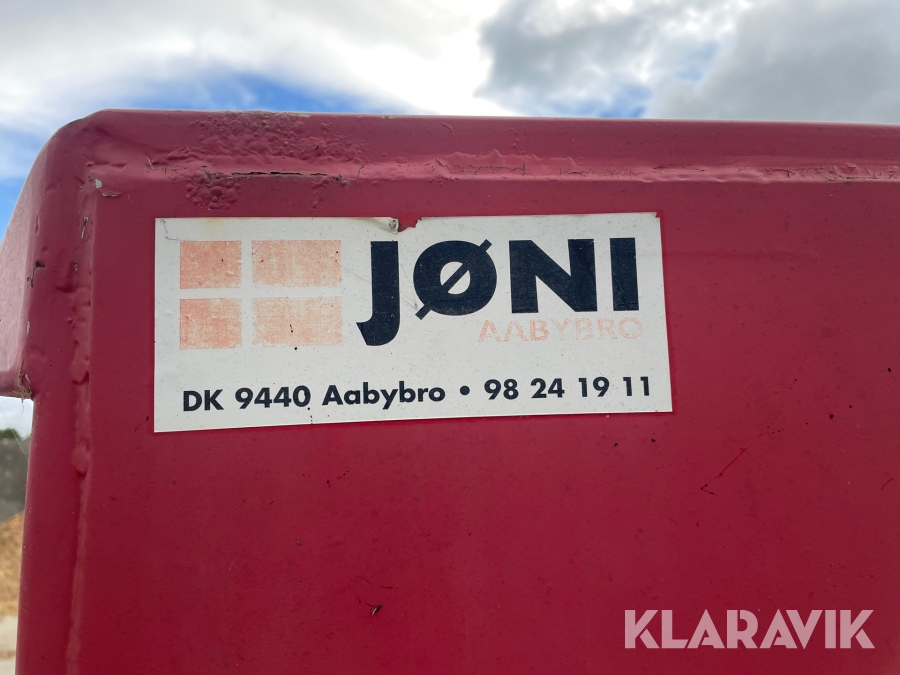 JØNI
AABYBRO
DK 9440 Aabybro • 98 24 19 11
KLARAVIK